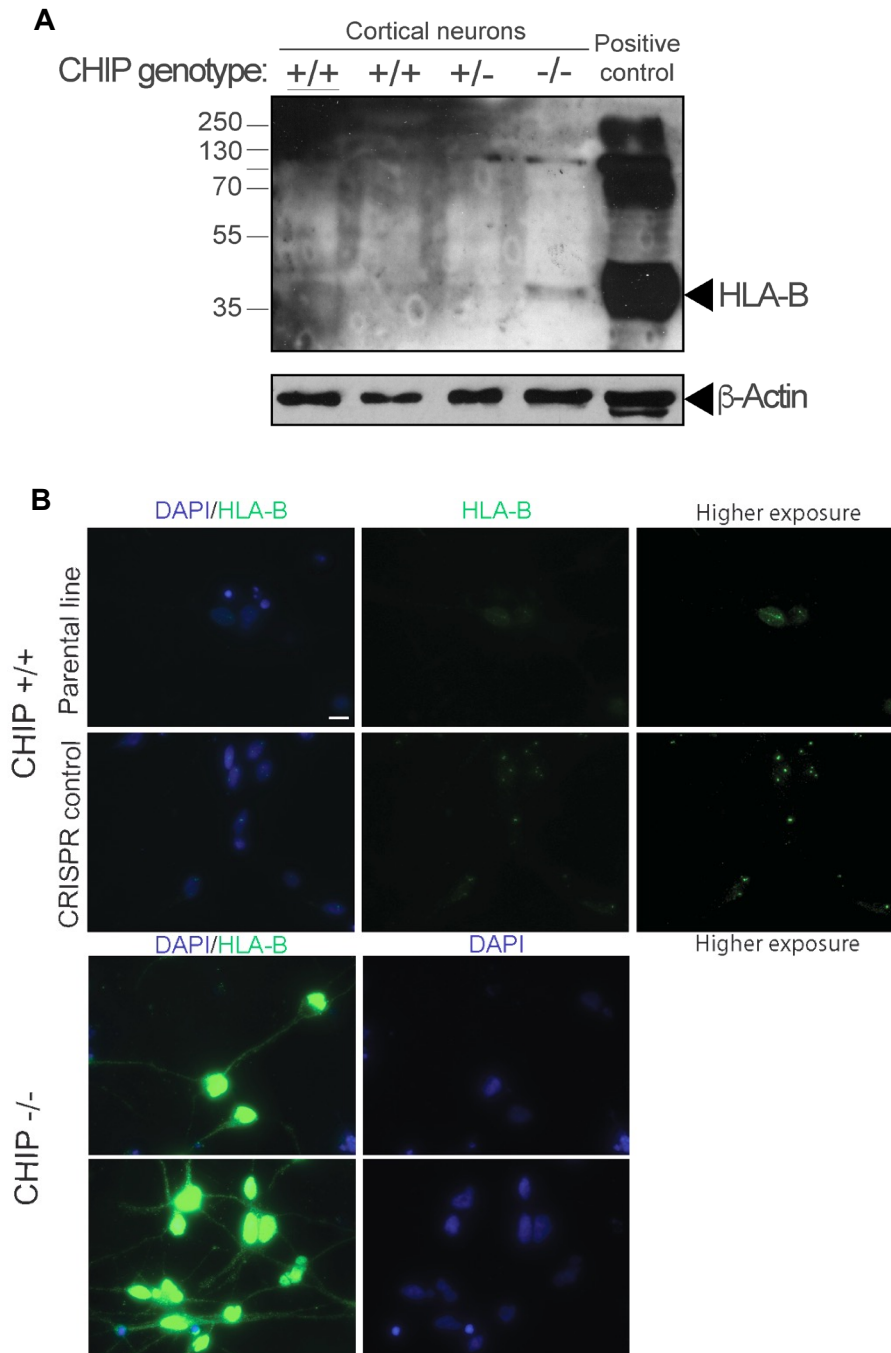 A
Cortical neurons
Positive
control
CHIP genotype: +/+ +/+ +/- -/-
250
130
70
55
35
HLA-B
β-Actin
B
DAPI/HLA-B HLA-B Higher exposure
CHIP +/+
Parental line
CRISPR control
DAPI/HLA-B DAPI Higher exposure
CHIP -/-